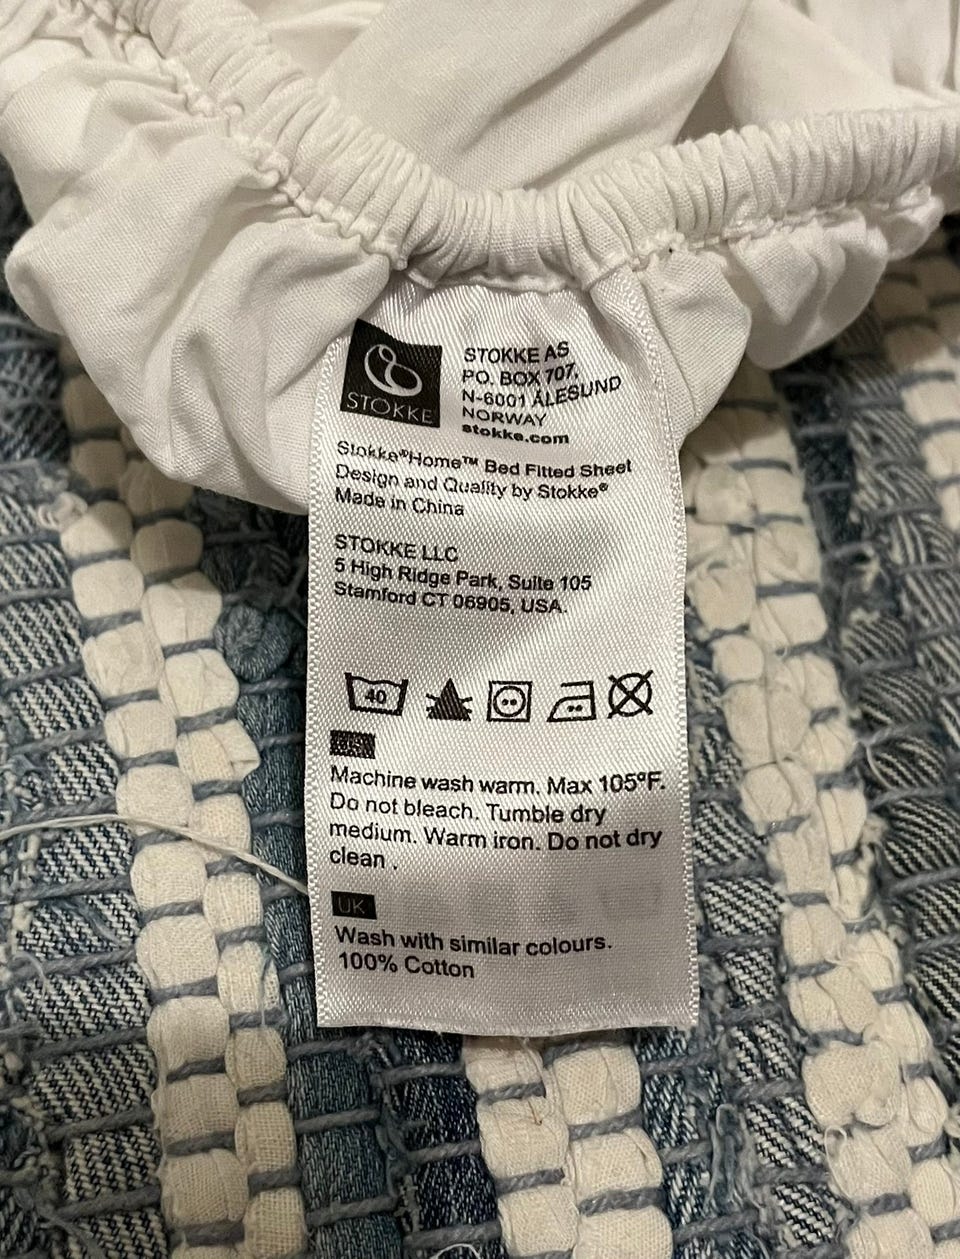 STOKKE
STOKKE AS
PO. BOX 707,
N-6001 ÅLESUND
NORWAY
stokke.com
Stokke®Home™ Bed Fitted Sheet
Design and Quality by Stokke®
Made in China
STOKKE LLC
5 High Ridge Park, Suite 105
Stamford CT 06905, USA.
40
US
Machine wash warm. Max 105ºF.
Do not bleach. Tumble dry
medium. Warm iron. Do not dry
clean .
UK
Wash with similar colours.
100% Cotton